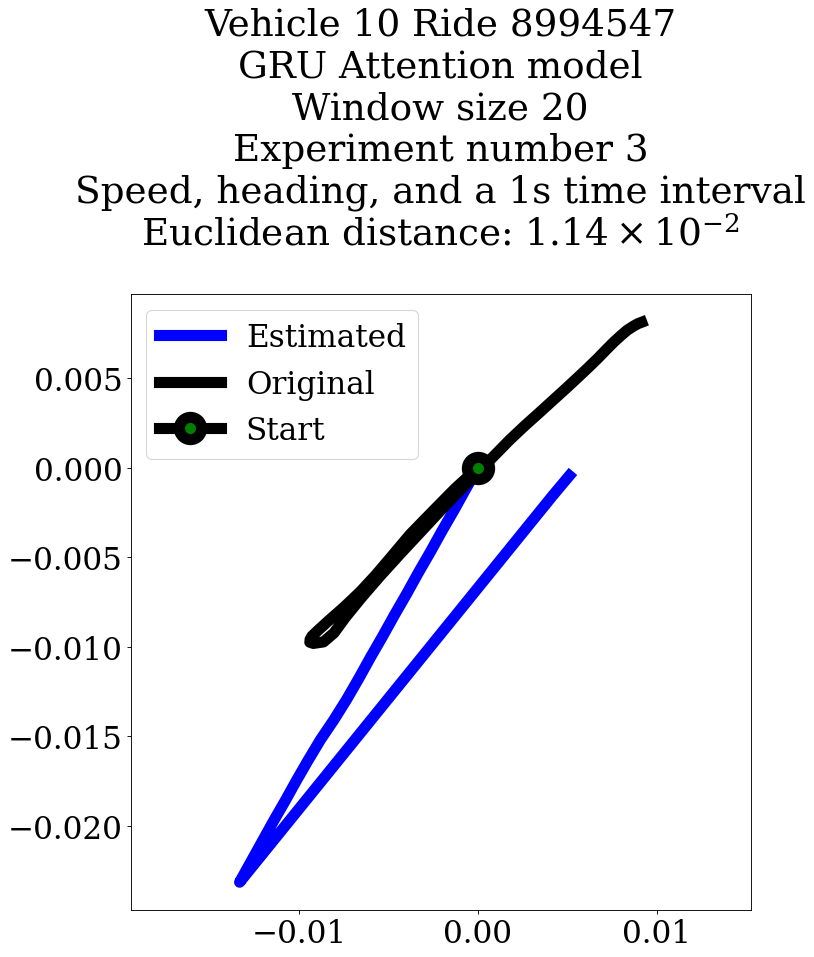 Vehicle 10 Ride 8994547
GRU Attention model
Window size 20
Experiment number 3
Speed, heading, and a 1s time interval
Euclidean distance: 1.14 × 10⁻²
Estimated
Original
Start
0.005
0.000
−0.005
−0.010
−0.015
−0.020
−0.01
0.00
0.01